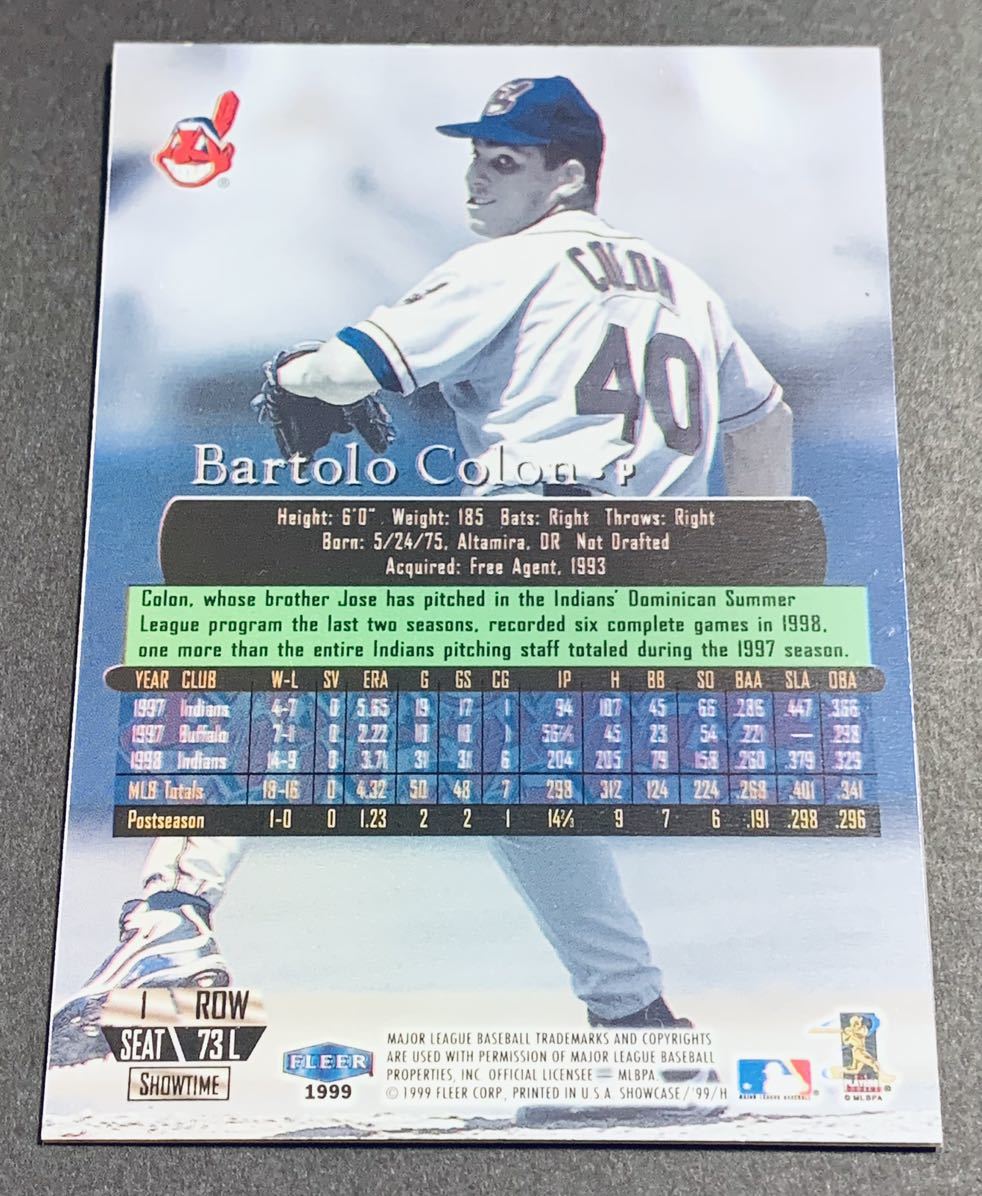 COLON
40
Bartolo Colon · P
Height: 6'0" Weight: 185 Bats: Right Throws: Right
Born: 5/24/75, Altamira, DR Not Drafted
Acquired: Free Agent, 1993
Colon, whose brother Jose has pitched in the Indians' Dominican Summer
League program the last two seasons, recorded six complete games in 1998,
one more than the entire Indians pitching staff totaled during the 1997 season.
YEAR CLUB W-L SV ERA G GS CG IP H BB SO BAA SLA OBA
1997 Indians 4-7 0 5.65 19 17 1 94 107 45 66 .286 .447 .366
1997 Buffalo 7-1 0 2.22 10 10 1 56⅔ 45 23 54 .221 — .298
1998 Indians 14-9 0 3.71 31 31 6 204 205 79 158 .260 .379 .325
MLB Totals 18-16 0 4.32 50 48 7 298 312 124 224 .268 .401 .341
Postseason 1-0 0 1.23 2 2 1 14⅔ 9 7 6 .191 .298 .296
1 ROW
SEAT 73 L
SHOWTIME
FLEER
1999
MAJOR LEAGUE BASEBALL TRADEMARKS AND COPYRIGHTS
ARE USED WITH PERMISSION OF MAJOR LEAGUE BASEBALL
PROPERTIES, INC. OFFICIAL LICENSEE — MLBPA
© 1999 FLEER CORP., PRINTED IN U.S.A. SHOWCASE/'99/H
MAJOR LEAGUE BASEBALL
© MLBPA